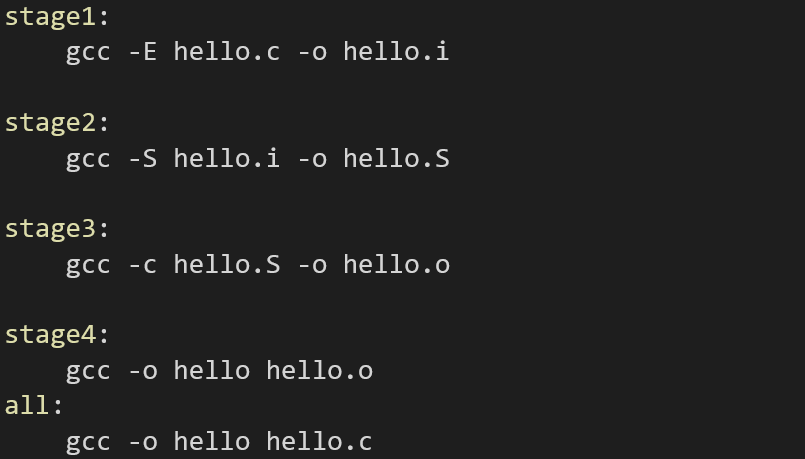 stage1:
    gcc -E hello.c -o hello.i
stage2:
    gcc -S hello.i -o hello.S
stage3:
    gcc -c hello.S -o hello.o
stage4:
    gcc -o hello hello.o
all:
    gcc -o hello hello.c